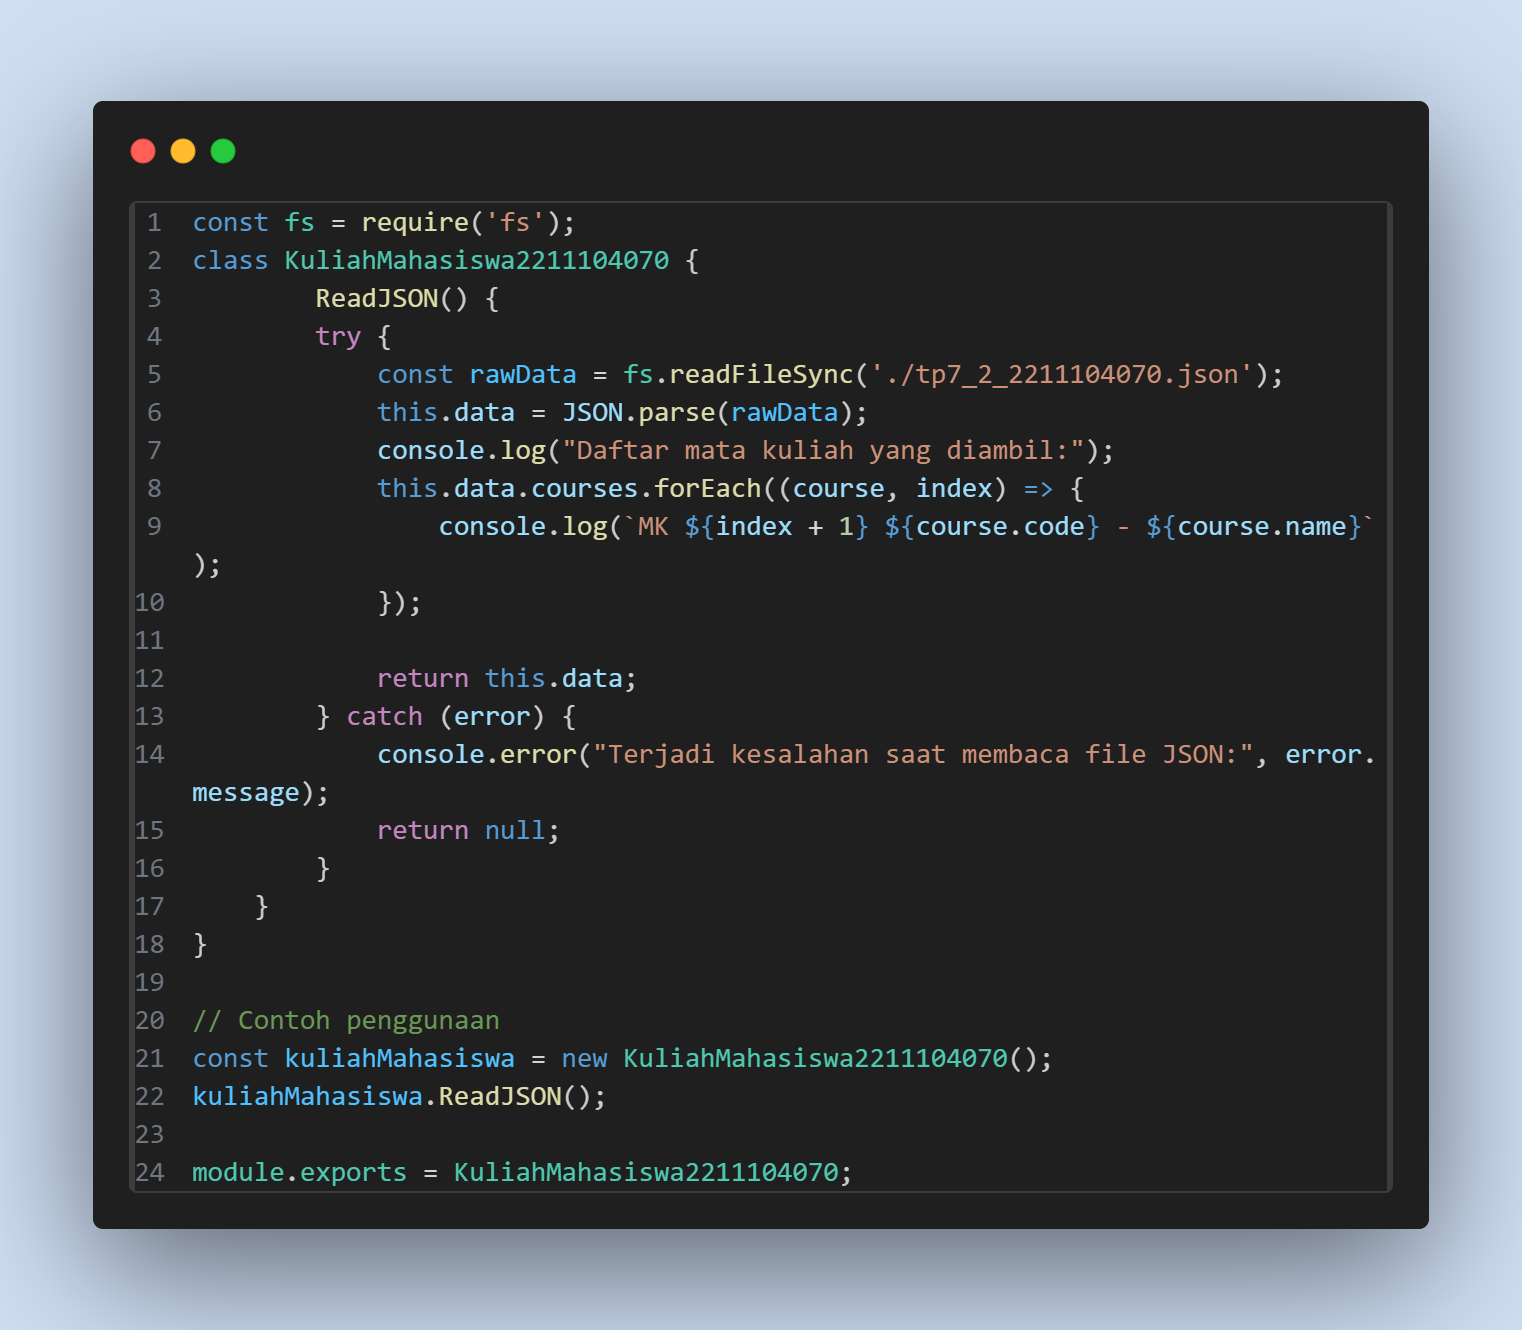 1 const fs = require('fs');
2 class KuliahMahasiswa2211104070 {
3         ReadJSON() {
4         try {
5             const rawData = fs.readFileSync('./tp7_2_2211104070.json');
6             this.data = JSON.parse(rawData);
7             console.log("Daftar mata kuliah yang diambil:");
8             this.data.courses.forEach((course, index) => {
9                 console.log(`MK ${index + 1} ${course.code} - ${course.name}`
);
10             });
11
12             return this.data;
13         } catch (error) {
14             console.error("Terjadi kesalahan saat membaca file JSON:", error.
message);
15             return null;
16         }
17     }
18 }
19
20 // Contoh penggunaan
21 const kuliahMahasiswa = new KuliahMahasiswa2211104070();
22 kuliahMahasiswa.ReadJSON();
23
24 module.exports = KuliahMahasiswa2211104070;